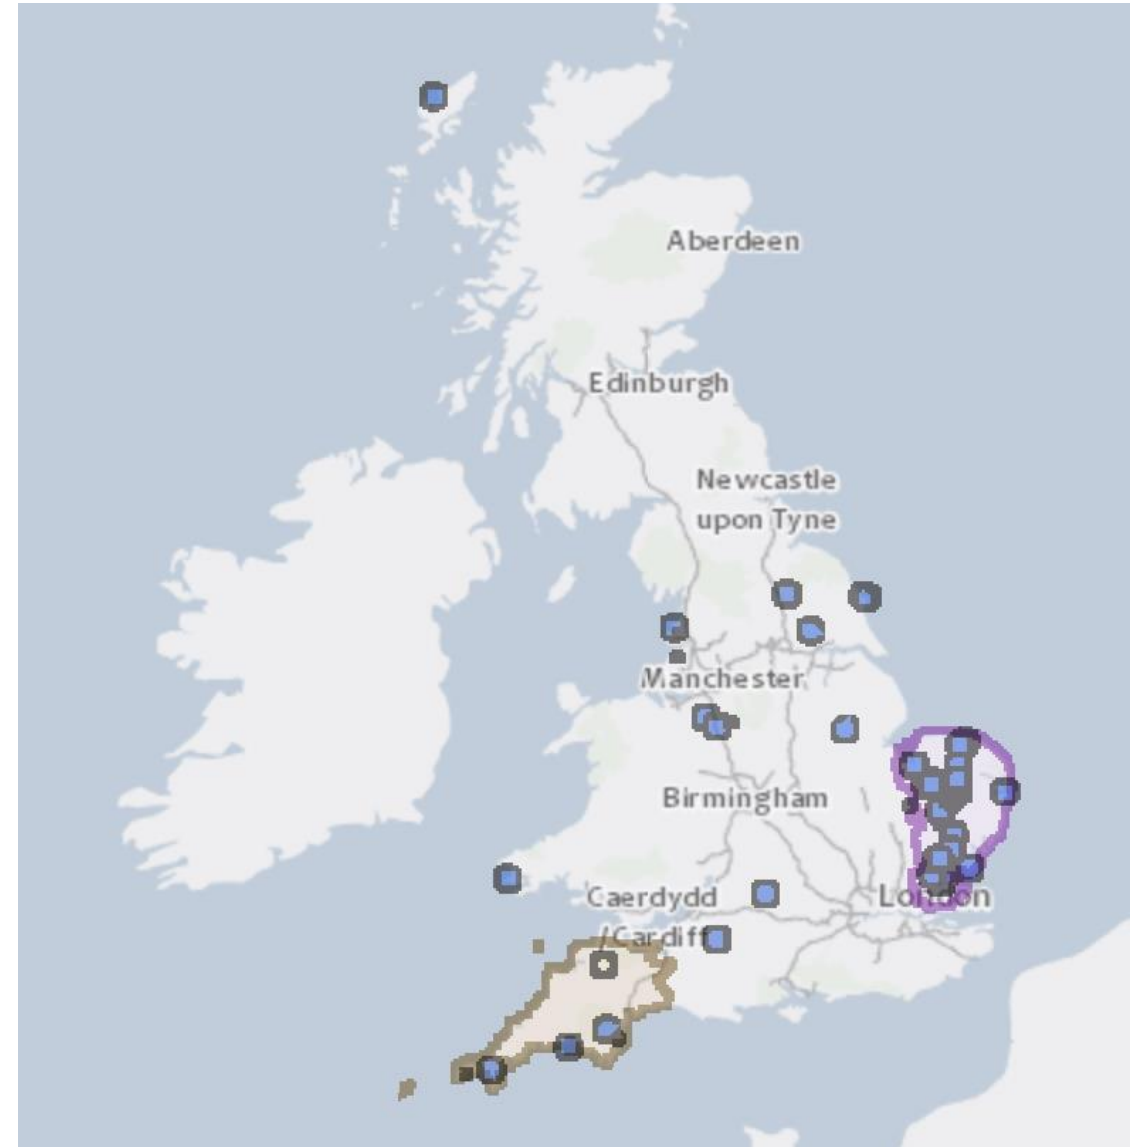 Aberdeen
Edinburgh
Newcastle
upon Tyne
Manchester
Birmingham
Caerdydd
/Cardiff
London